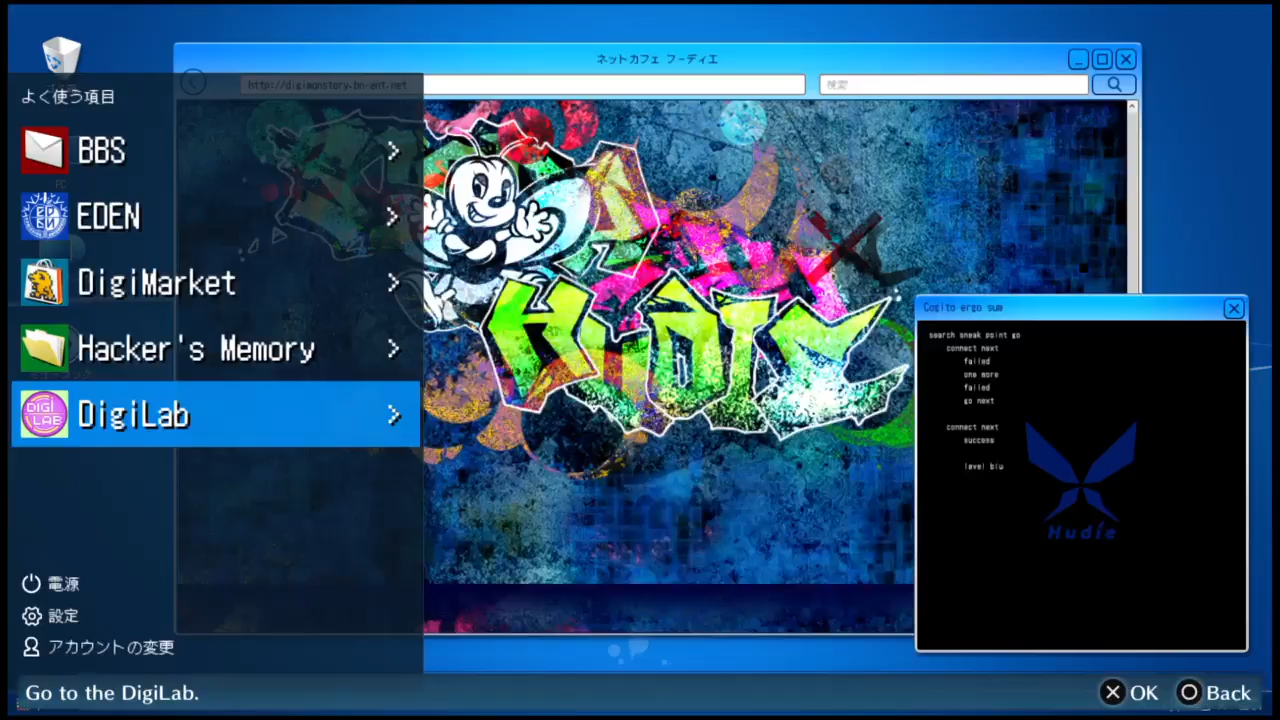 ネットカフェ フーディエ
http://digimonstory.bn-ent.net
検索
よく使う項目
BBS
EDEN
DigiMarket
Hacker's Memory
DigiLab
HUDIE
Cogito ergo sum
search sneak point go
connect next
failed
one more
failed
go next
connect next
success
level blu
Hudie
電源
設定
アカウントの変更
Go to the DigiLab.
OK
Back